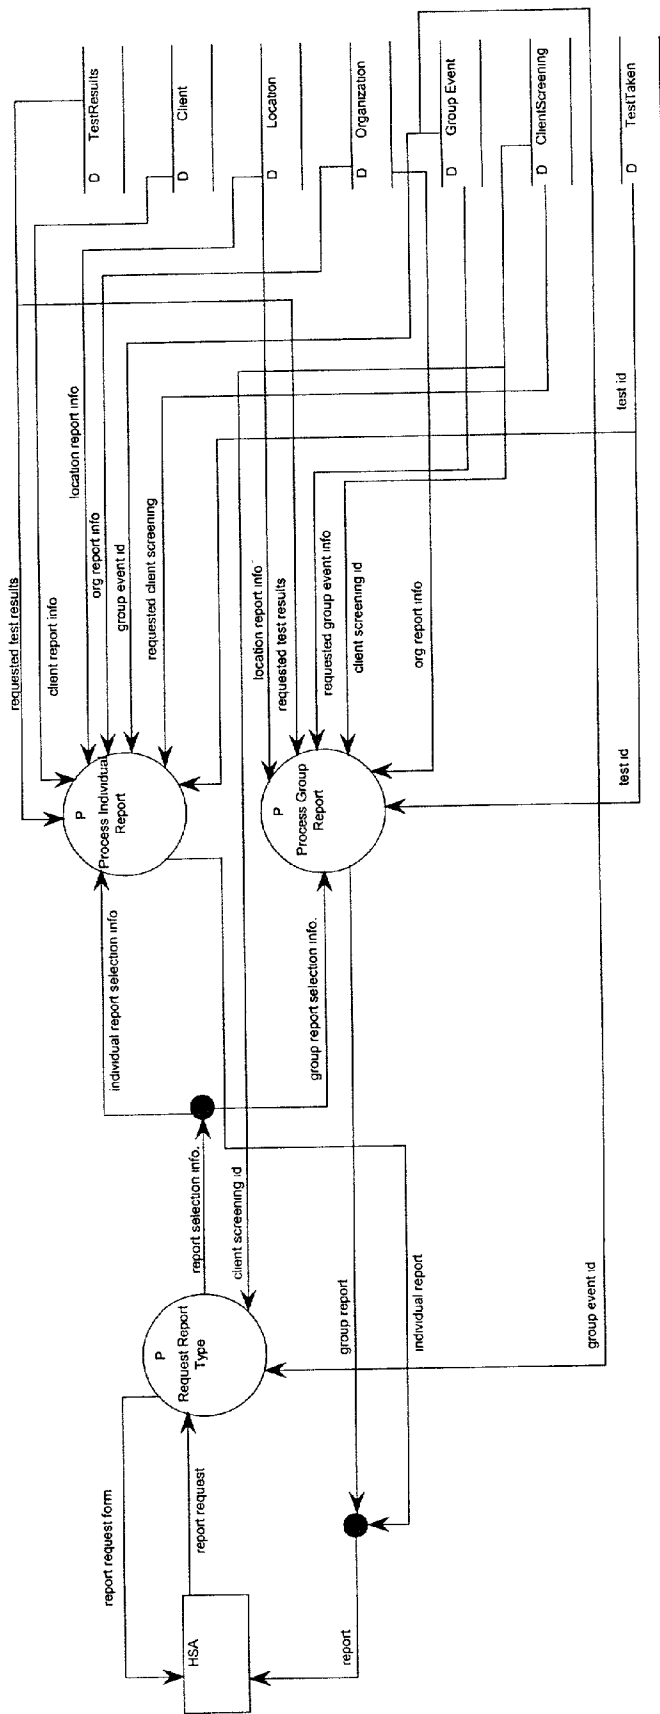 HSA
report request form
report request
report
P
Request Report
Type
report selection info.
client screening id
group report
individual report
group event id
individual report selection info
group report selection info.
P
Process Individual
Report
P
Process Group
Report
requested test results
client report info
location report info
org report info
group event id
requested client screening
location report info
requested test results
requested group event info
client screening id
org report info
test id
test id
D TestResults
D Client
D Location
D Organization
D Group Event
D ClientScreening
D TestTaken